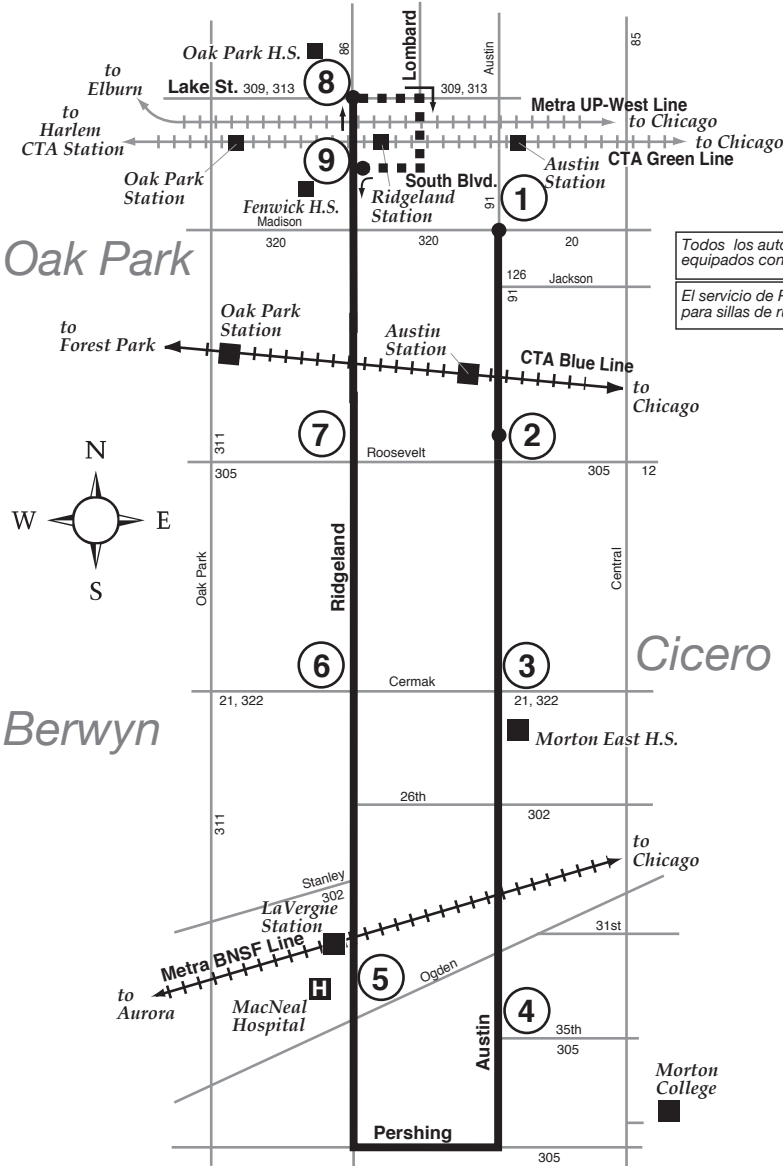 Oak Park H.S.
86
Lombard
Austin
85
to
Elburn
Lake St.
309, 313
8
309, 313
to
Harlem
CTA Station
Metra UP-West Line
to Chicago
to Chicago
CTA Green Line
Oak Park
Station
9
Fenwick H.S.
Ridgeland
Station
South Blvd.
Austin
Station
91
1
Madison
320
320
20
Oak Park
126
Jackson
91
Todos los auto
equipados con
El servicio de P
para sillas de ru
to
Forest Park
Oak Park
Station
Austin
Station
CTA Blue Line
to
Chicago
311
7
2
Roosevelt
305
305
12
N
W
E
S
Oak Park
Ridgeland
Central
6
3
Cicero
Cermak
21, 322
21, 322
Berwyn
Morton East H.S.
26th
302
311
to
Chicago
Stanley
302
LaVergne
Station
31st
Metra BNSF Line
5
Ogden
H
to
Aurora
MacNeal
Hospital
4
Austin
35th
305
Morton
College
Pershing
305